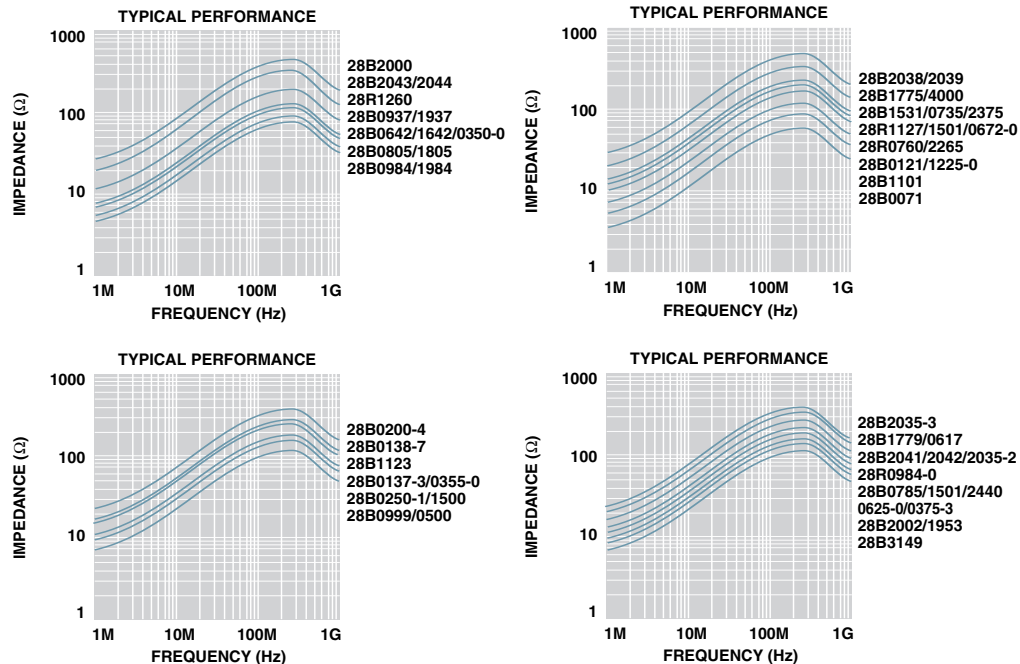 TYPICAL PERFORMANCE
1000
100
10
1
IMPEDANCE (Ω)
1M 10M 100M 1G
FREQUENCY (Hz)
28B2000
28B2043/2044
28R1260
28B0937/1937
28B0642/1642/0350-0
28B0805/1805
28B0984/1984
TYPICAL PERFORMANCE
1000
100
10
1
IMPEDANCE (Ω)
1M 10M 100M 1G
FREQUENCY (Hz)
28B2038/2039
28B1775/4000
28B1531/0735/2375
28R1127/1501/0672-0
28R0760/2265
28B0121/1225-0
28B1101
28B0071
TYPICAL PERFORMANCE
1000
100
10
1
IMPEDANCE (Ω)
1M 10M 100M 1G
FREQUENCY (Hz)
28B0200-4
28B0138-7
28B1123
28B0137-3/0355-0
28B0250-1/1500
28B0999/0500
TYPICAL PERFORMANCE
1000
100
10
1
IMPEDANCE (Ω)
1M 10M 100M 1G
FREQUENCY (Hz)
28B2035-3
28B1779/0617
28B2041/2042/2035-2
28R0984-0
28B0785/1501/2440
0625-0/0375-3
28B2002/1953
28B3149